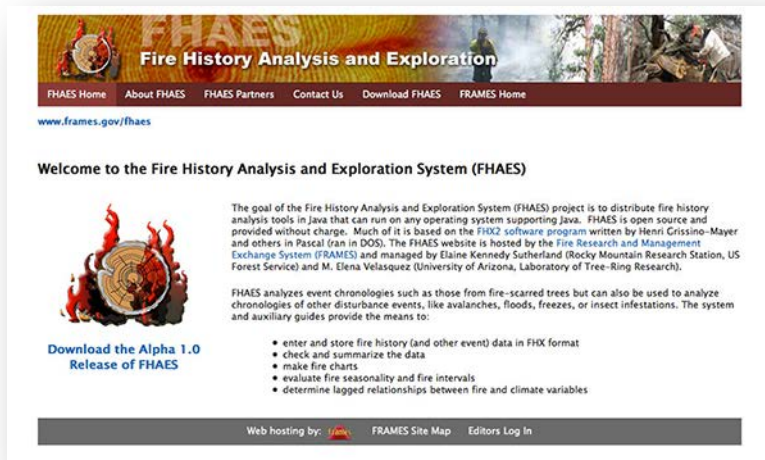 FHAES
Fire History Analysis and Exploration
FHAES Home About FHAES FHAES Partners Contact Us Download FHAES FRAMES Home
www.frames.gov/fhaes
Welcome to the Fire History Analysis and Exploration System (FHAES)
The goal of the Fire History Analysis and Exploration System (FHAES) project is to distribute fire history
analysis tools in Java that can run on any operating system supporting Java. FHAES is open source and
provided without charge. Much of it is based on the FHX2 software program written by Henri Grissino-Mayer
and others in Pascal (ran in DOS). The FHAES website is hosted by the Fire Research and Management
Exchange System (FRAMES) and managed by Elaine Kennedy Sutherland (Rocky Mountain Research Station, US
Forest Service) and M. Elena Velasquez (University of Arizona, Laboratory of Tree-Ring Research).
FHAES analyzes event chronologies such as those from fire-scarred trees but can also be used to analyze
chronologies of other disturbance events, like avalanches, floods, freezes, or insect infestations. The system
and auxiliary guides provide the means to:
• enter and store fire history (and other event) data in FHX format
• check and summarize the data
• make fire charts
• evaluate fire seasonality and fire intervals
• determine lagged relationships between fire and climate variables
Download the Alpha 1.0
Release of FHAES
Web hosting by: frames FRAMES Site Map Editors Log In